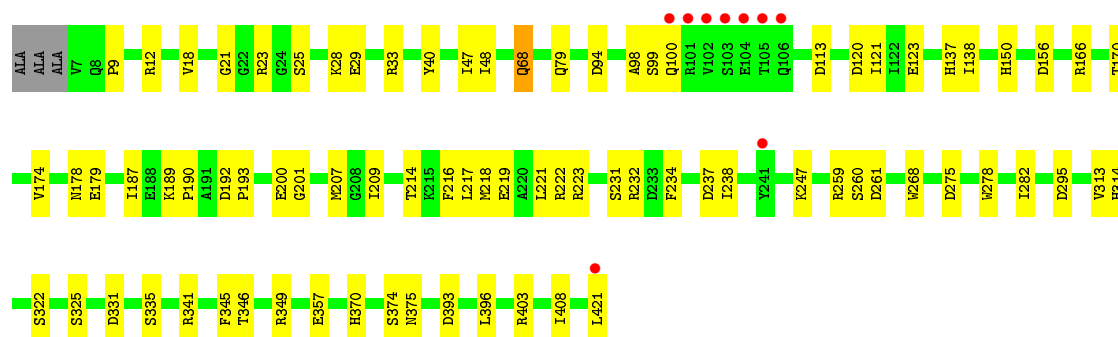 ALA ALA ALA V7 Q8 P9 R12 V18 G21 G22 R23 G24 S25 K28 E29 R33 Y40 I47 I48 Q68 Q79 D94 A98 S99 Q100 R101 V102 S103 E104 T105 Q106 D113 D120 I121 I122 E123 H137 I138 H150 D156 R166 T170
V174 N178 E179 I187 E188 K189 P190 A191 D192 P193 E200 G201 M207 G208 I209 T214 K215 F216 L217 M218 E219 A220 L221 R222 R223 S231 R232 D233 F234 D237 I238 Y241 K247 R259 S260 D261 W268 D275 W278 I282 D295 V313 H314
S322 S325 D331 S335 R341 F345 T346 R349 E357 H370 S374 N375 D393 L396 R403 I408 L421